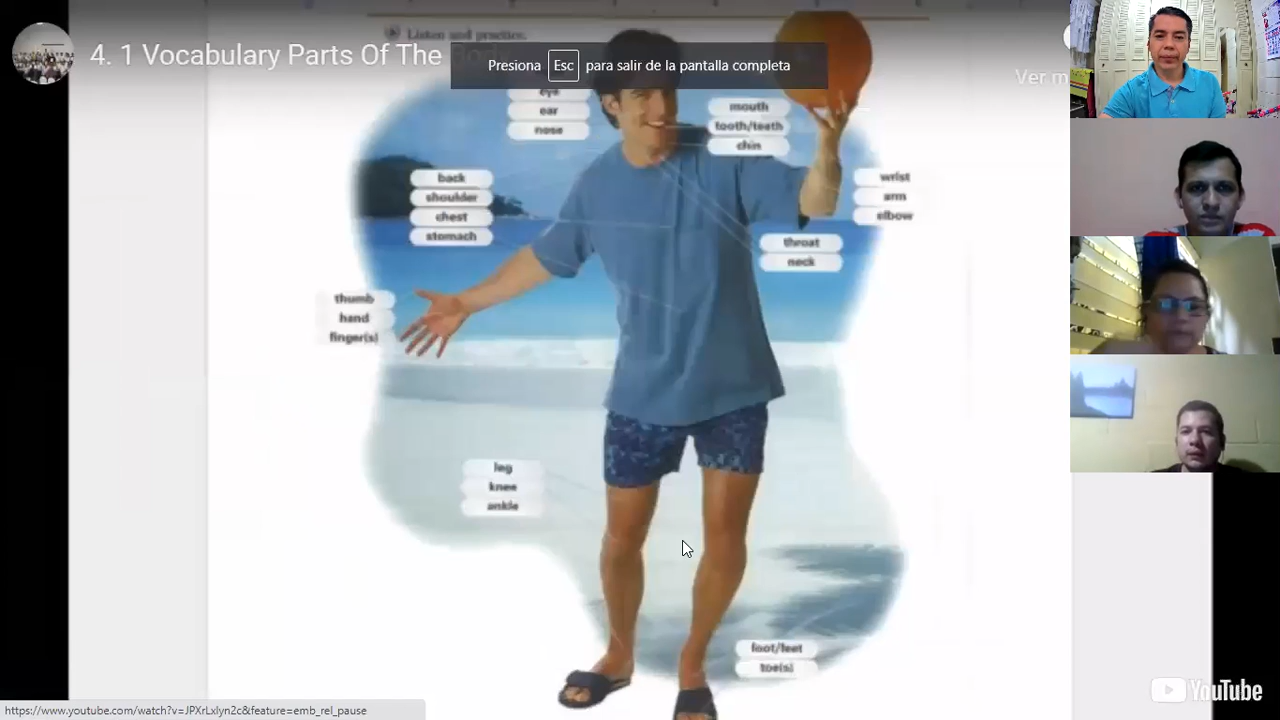 Listen and practice.
4. 1 Vocabulary Parts Of The
Presiona Esc para salir de la pantalla completa
Ver m
eye
ear
nose
mouth
tooth/teeth
chin
back
shoulder
chest
stomach
wrist
arm
elbow
throat
neck
thumb
hand
finger(s)
leg
knee
ankle
foot/feet
toe(s)
YouTube
https://www.youtube.com/watch?v=JPXrLxlyn2c&feature=emb_rel_pause